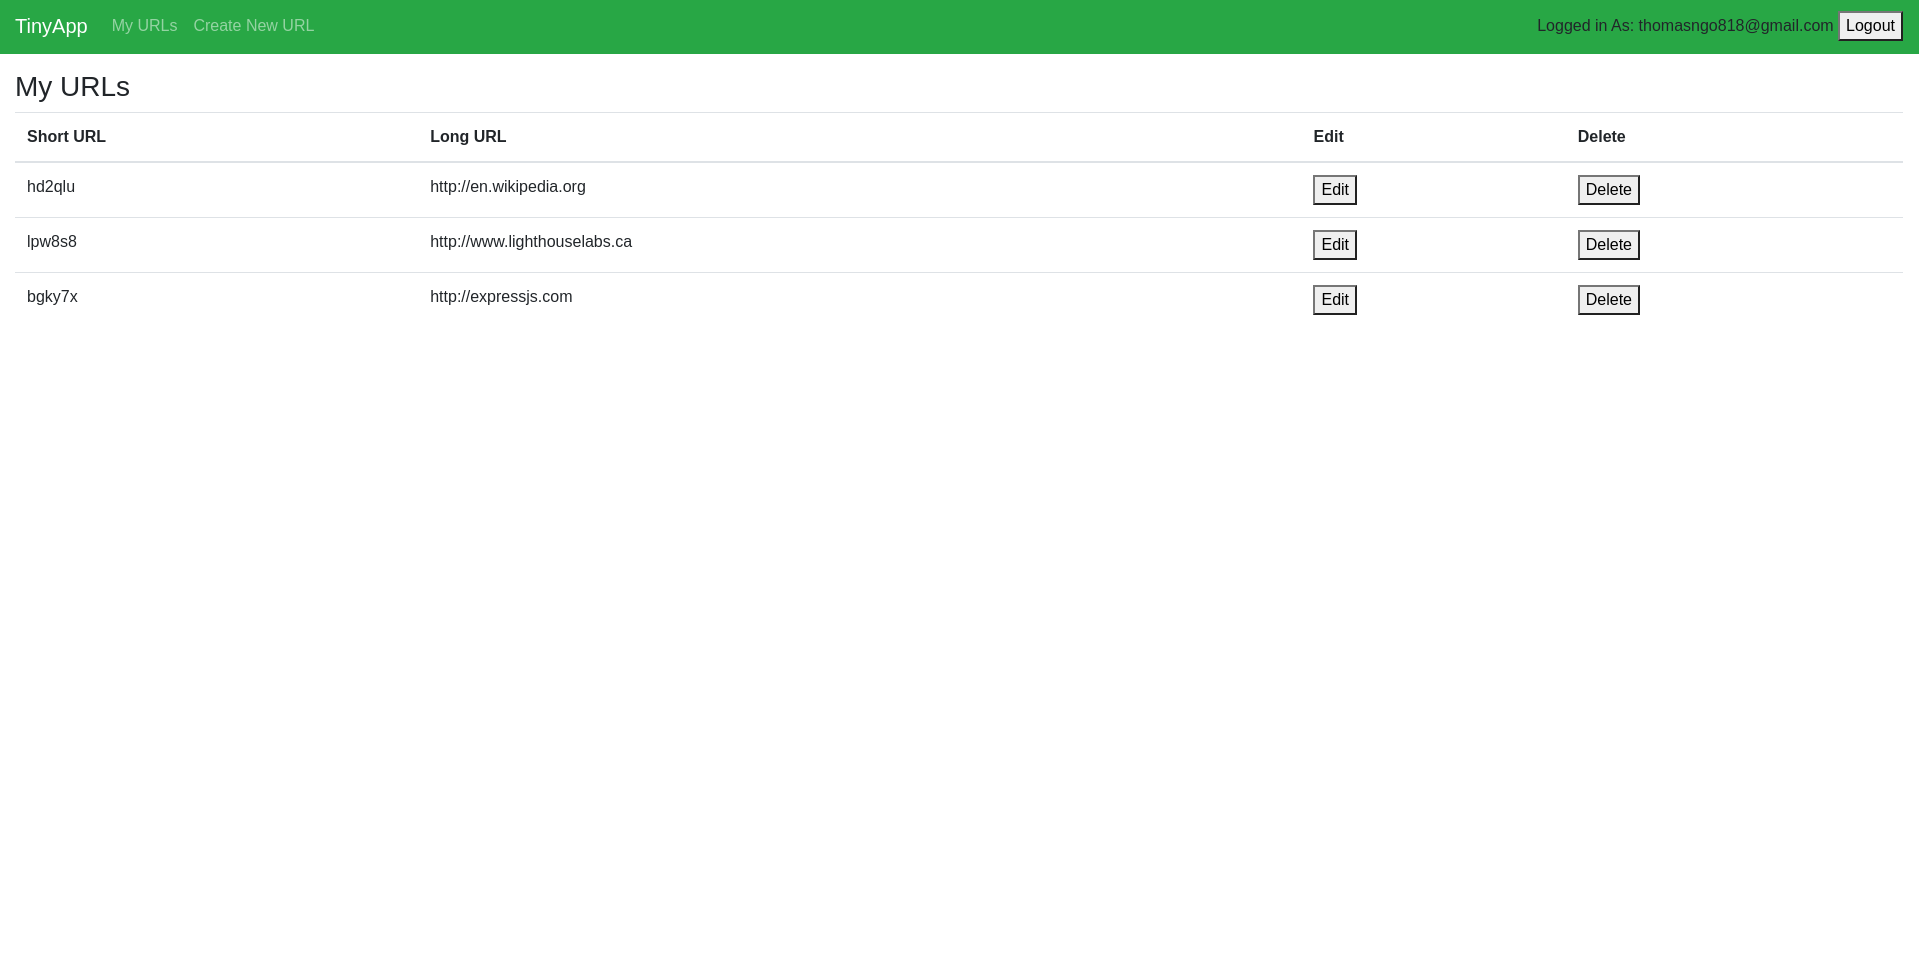 TinyApp My URLs Create New URL Logged in As: thomasngo818@gmail.com Logout
My URLs
Short URL Long URL Edit Delete
hd2qlu http://en.wikipedia.org Edit Delete
lpw8s8 http://www.lighthouselabs.ca Edit Delete
bgky7x http://expressjs.com Edit Delete